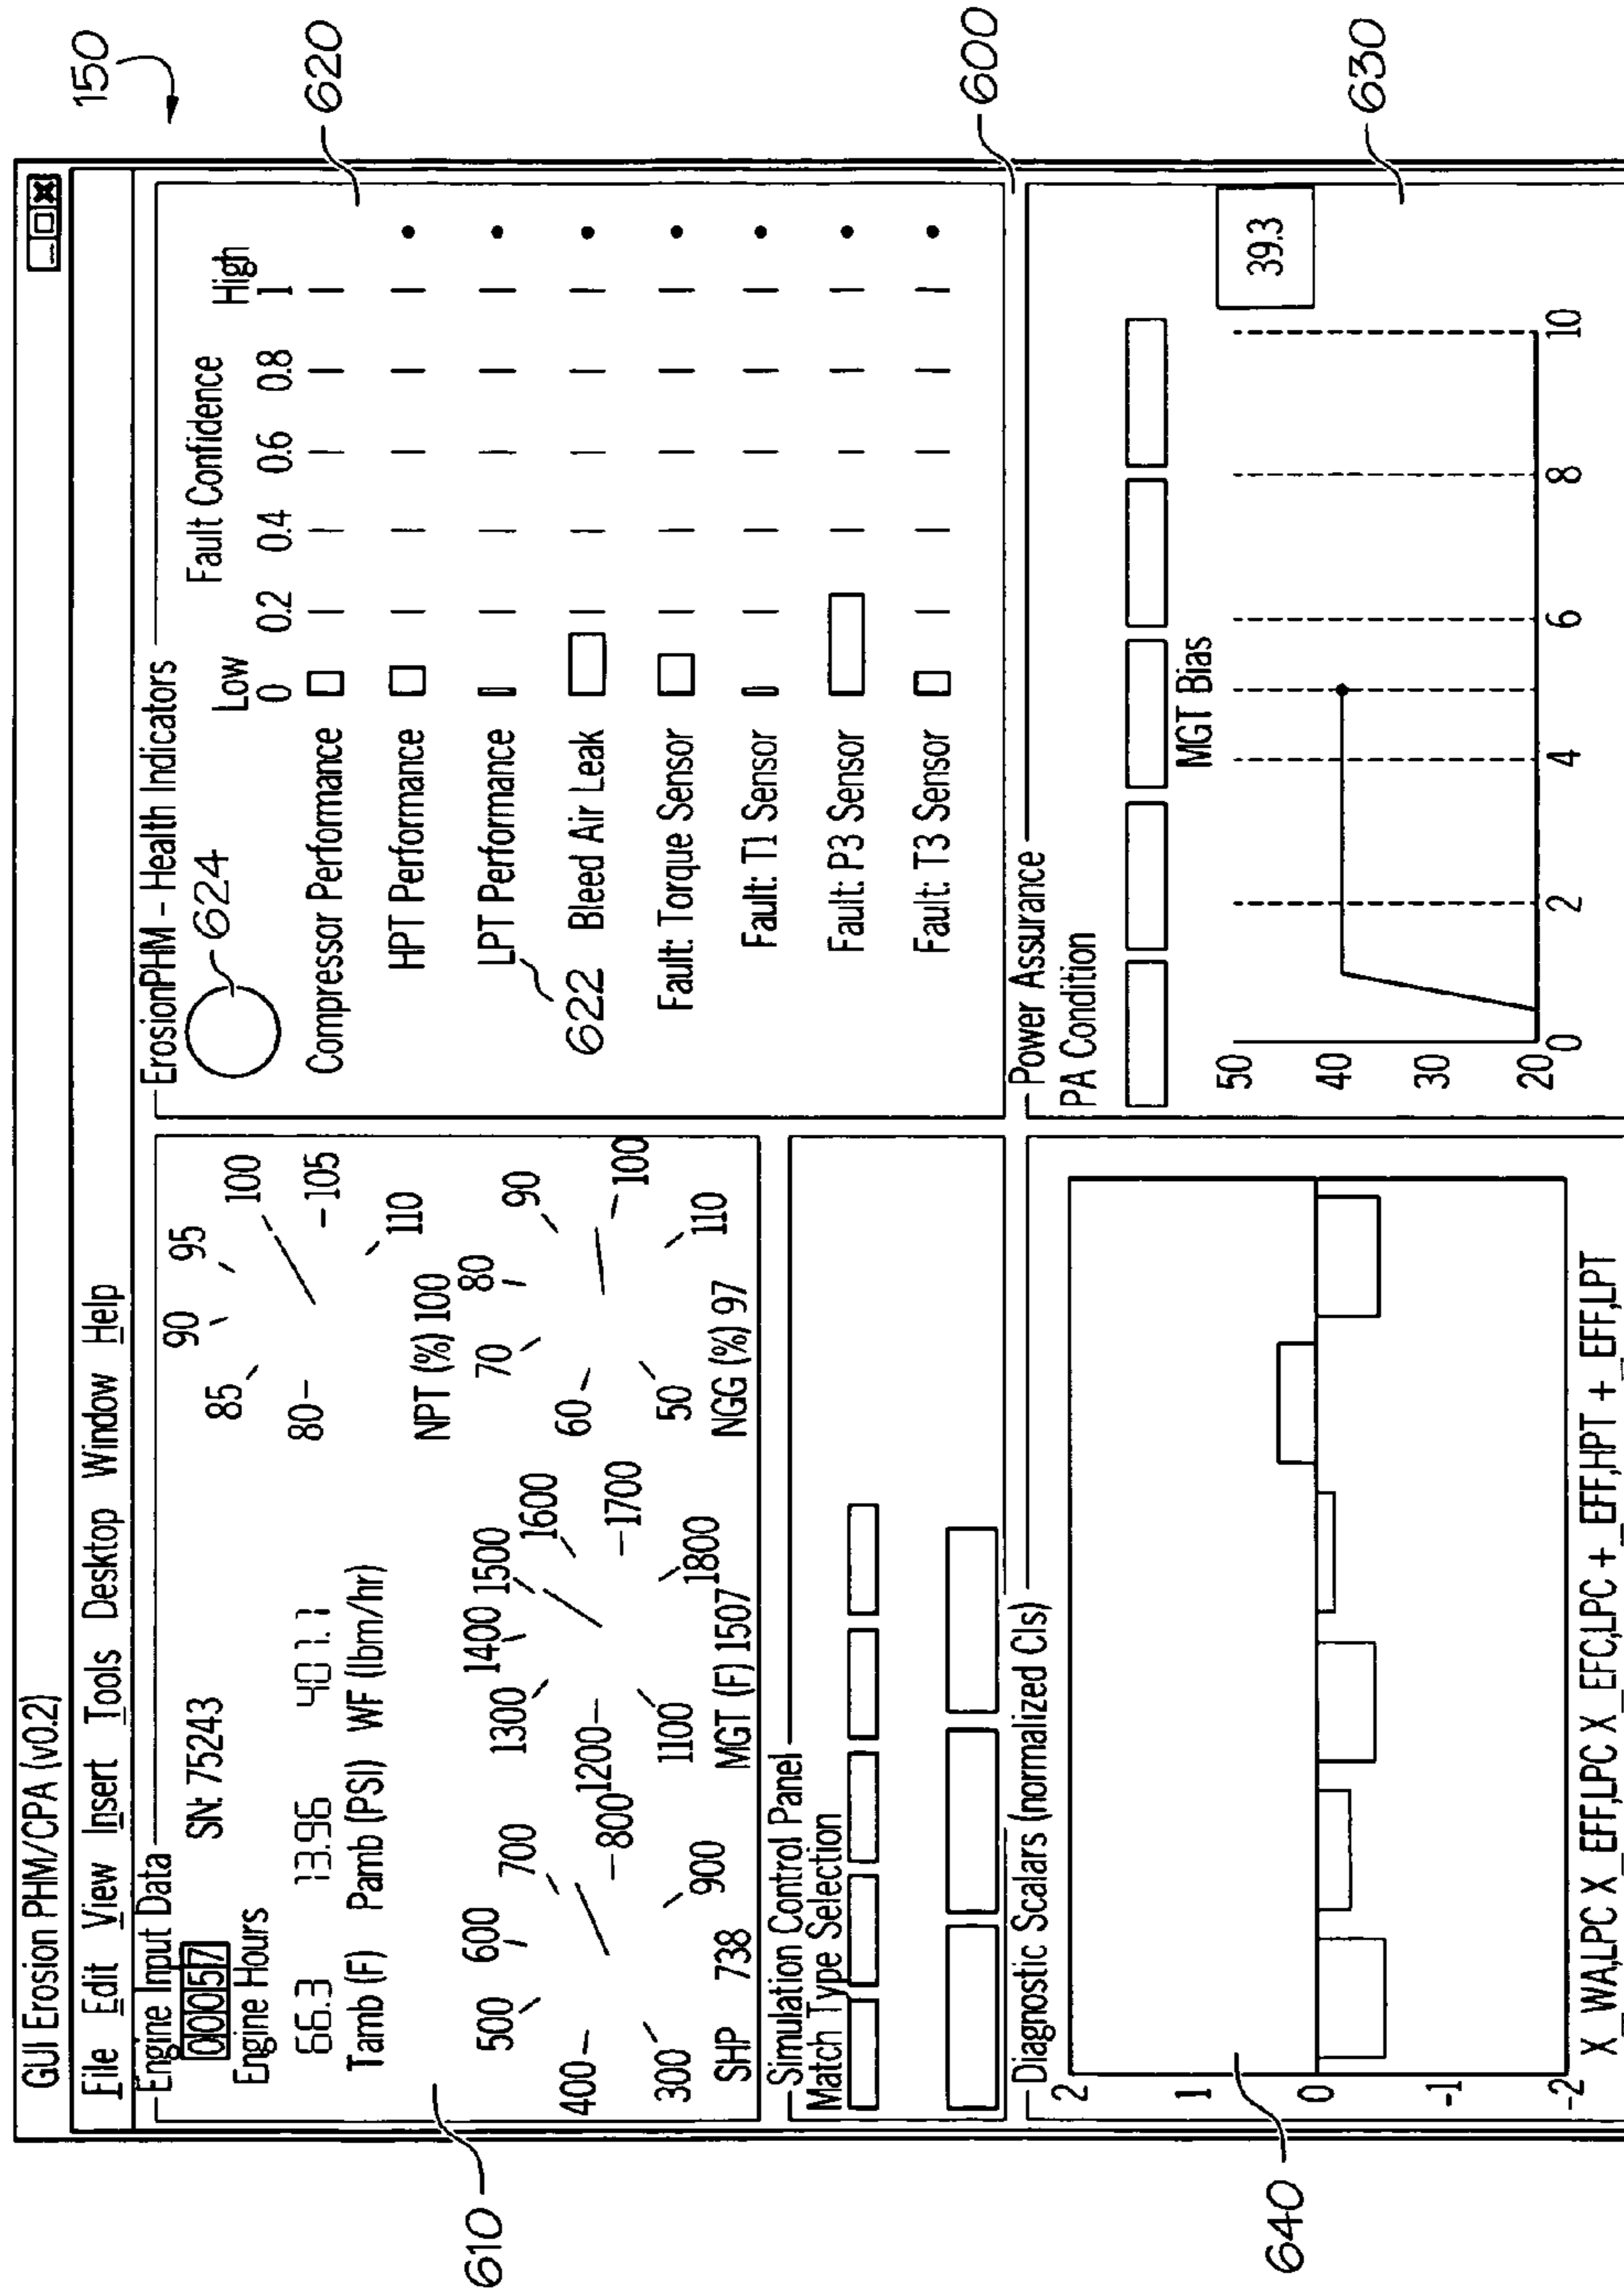 150
GUI Erosion PHM/CPA (v0.2)
File Edit View Insert Tools Desktop Window Help
Engine Input Data
00057
SN: 75243
Engine Hours
66.3 13.96 407.1
Tamb (F) Pamb (PSI) WF (lbm/hr)
80 85 90 95 100 105 110
NPT (%) 100
300 400 500 600 700 800 900
SHP 738
1100 1200 1300 1400 1500 1600 1700 1800
MGT (F) 1507
50 60 70 80 90 100 110
NGG (%) 97
610
Simulation Control Panel
Match Type Selection
ErosionPHM - Health Indicators
624
620
Fault Confidence
Low High
0 0.2 0.4 0.6 0.8 1
Compressor Performance
HPT Performance
LPT Performance
622 Bleed Air Leak
Fault: Torque Sensor
Fault: T1 Sensor
Fault: P3 Sensor
Fault: T3 Sensor
600
Diagnostic Scalars (normalized CIs)
2
1
0
-1
-2
X_WA,LPC X_EFF,LPC X_EFC,LPC + _EFF,HPT + _EFF,LPT
640
Power Assurance
PA Condition
MGT Bias
39.3
50
40
30
20
0 2 4 6 8 10
630